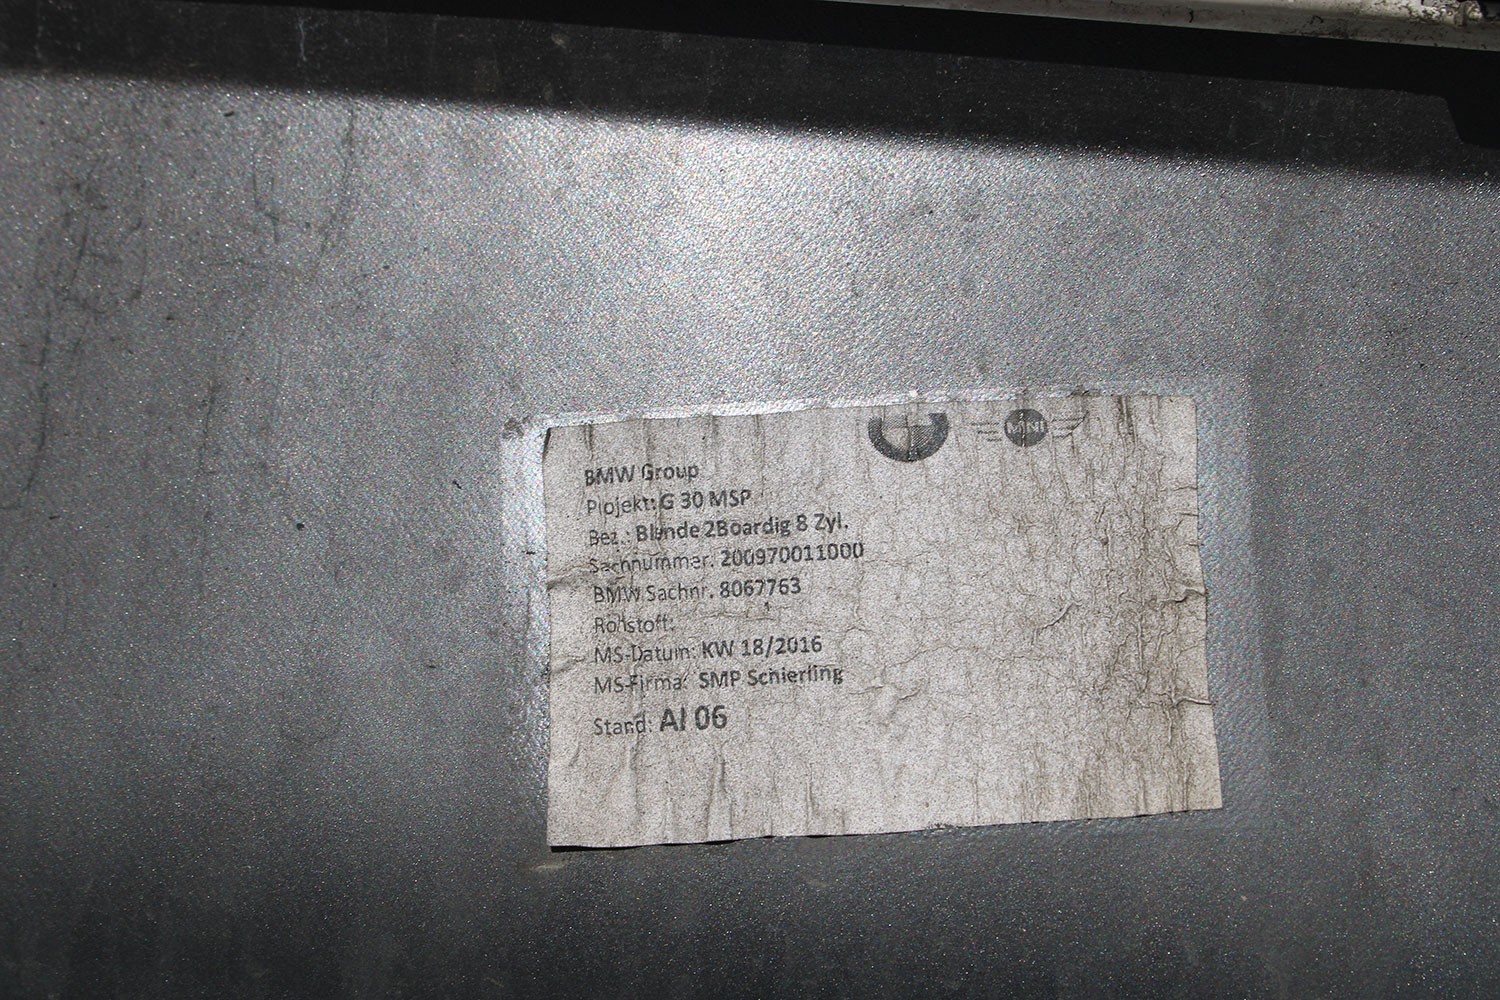 MINI
BMW Group
Projekt: G 30 MSP
Bez.: Blende 2Boardig 8 Zyl.
Sachnummer: 200970011000
BMW Sachnr. 8067763
Rohstoff:
MS-Datum: KW 18/2016
MS-Firma: SMP Schierling
Stand: AI 06